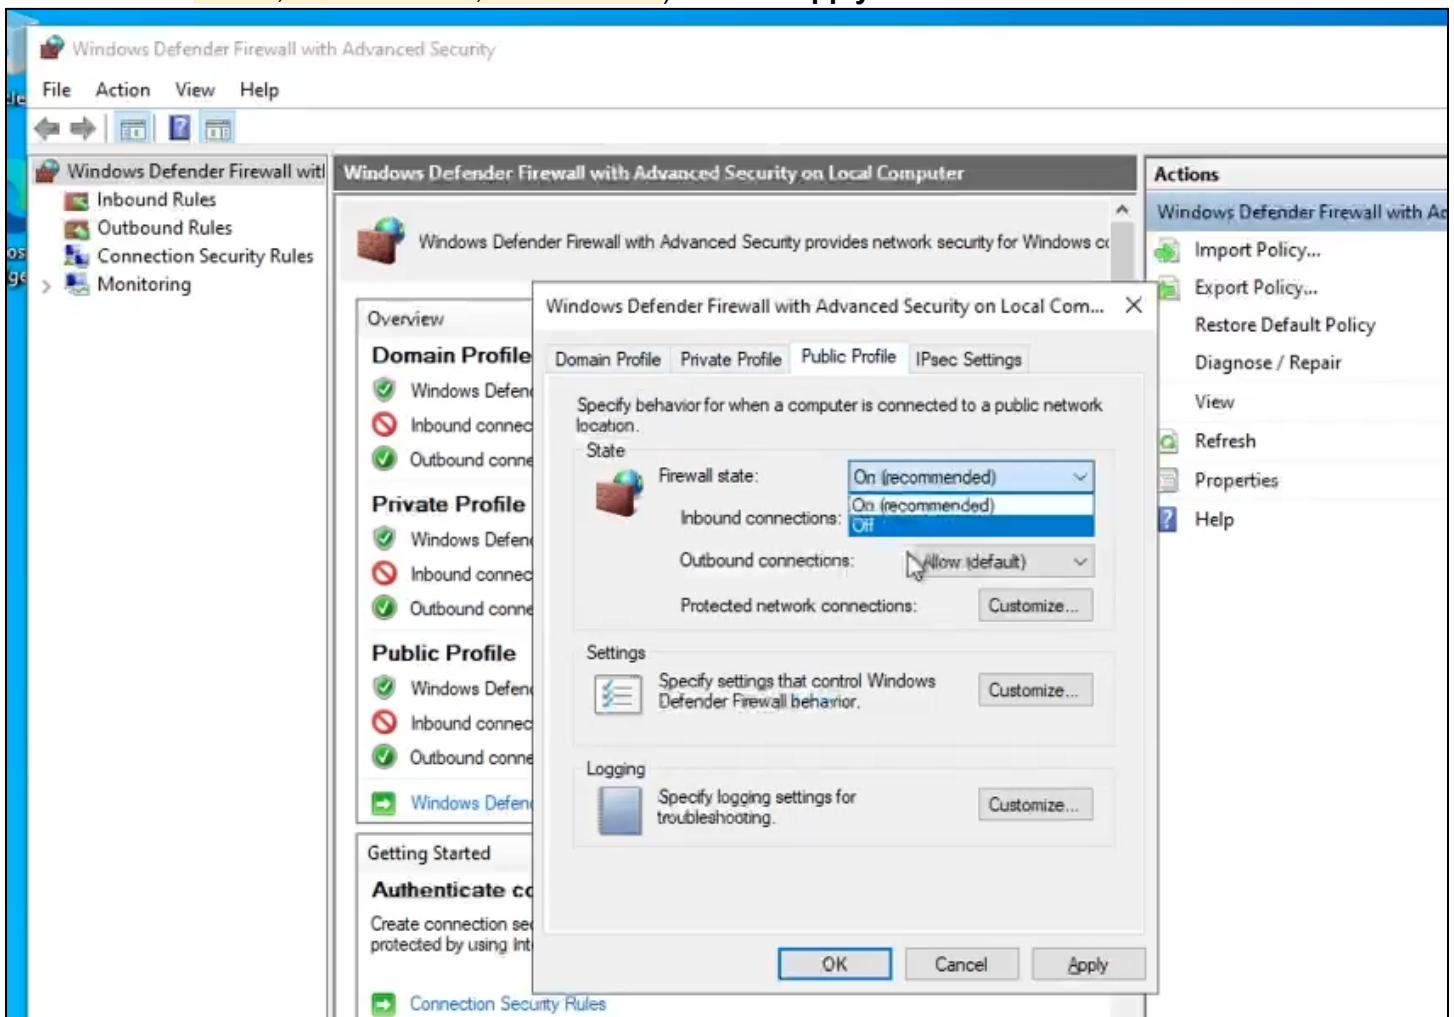 Apply
Windows Defender Firewall with Advanced Security
File Action View Help
Windows Defender Firewall witl
Inbound Rules
Outbound Rules
Connection Security Rules
Monitoring
Windows Defender Firewall with Advanced Security on Local Computer
Windows Defender Firewall with Advanced Security provides network security for Windows co
Overview
Domain Profile
Windows Defen
Inbound connec
Outbound conne
Private Profile
Windows Defen
Inbound connec
Outbound conne
Public Profile
Windows Defen
Inbound connec
Outbound conne
Windows Defen
Getting Started
Authenticate co
Create connection sec
protected by using Int
Connection Security Rules
Windows Defender Firewall with Advanced Security on Local Com...
Domain Profile Private Profile Public Profile IPsec Settings
Specify behavior for when a computer is connected to a public network
location.
State
Firewall state: On (recommended)
On (recommended)
Off
Inbound connections:
Outbound connections: Allow (default)
Protected network connections: Customize...
Settings
Specify settings that control Windows
Defender Firewall behavior.
Customize...
Logging
Specify logging settings for
troubleshooting.
Customize...
OK Cancel Apply
Actions
Windows Defender Firewall with Ad
Import Policy...
Export Policy...
Restore Default Policy
Diagnose / Repair
View
Refresh
Properties
Help